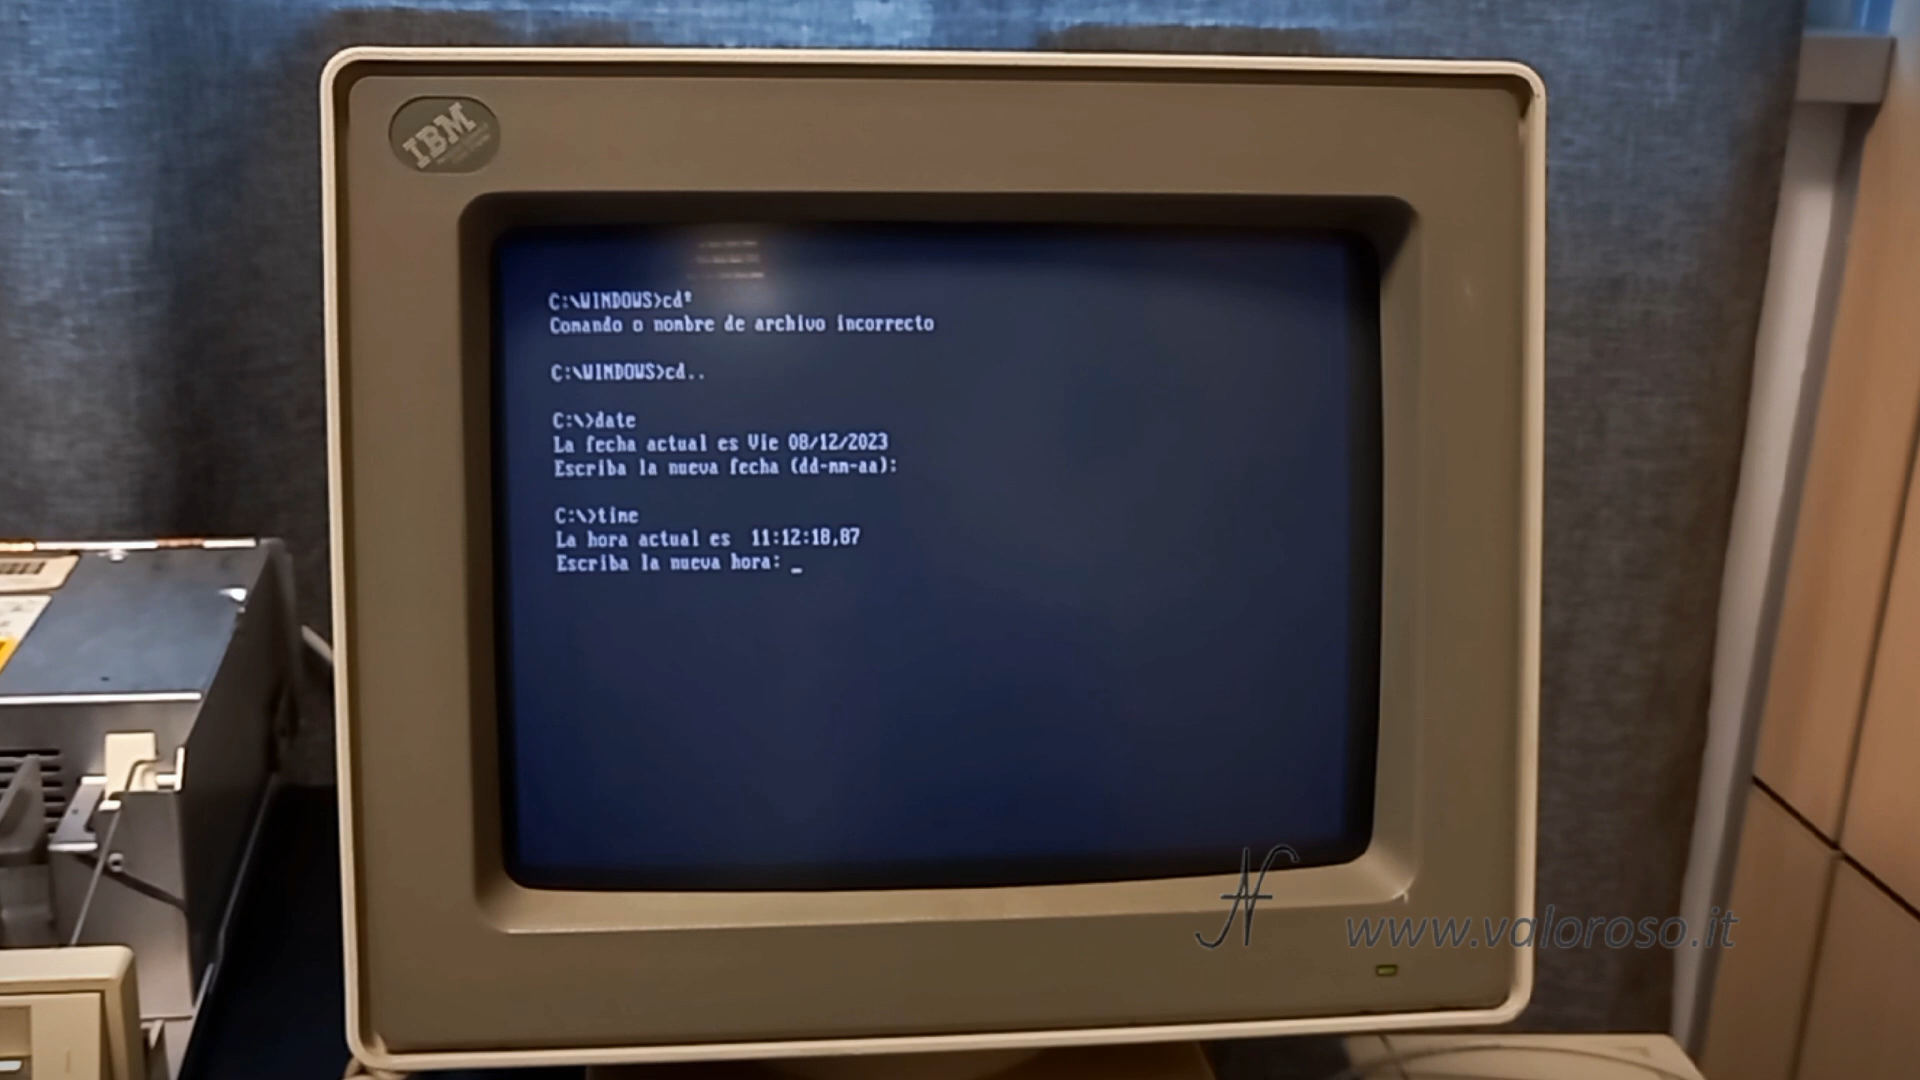 IBM
C:\WINDOWS>cdº
Comando o nombre de archivo incorrecto
C:\WINDOWS>cd..
C:\>date
La fecha actual es Vie 08/12/2023
Escriba la nueva fecha (dd-mm-aa):
C:\>time
La hora actual es  11:12:18,87
Escriba la nueva hora: _
www.valoroso.it